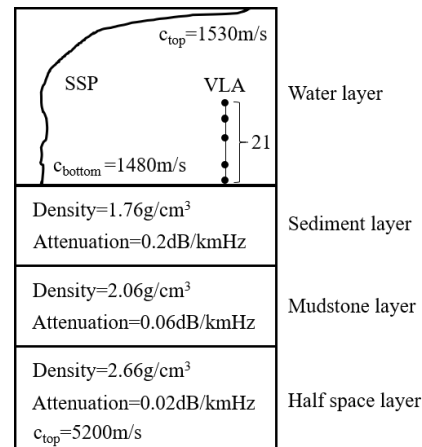 c_top=1530m/s
SSP
VLA
Water layer
21
c_bottom=1480m/s
Density=1.76g/cm³
Attenuation=0.2dB/kmHz
Sediment layer
Density=2.06g/cm³
Attenuation=0.06dB/kmHz
Mudstone layer
Density=2.66g/cm³
Attenuation=0.02dB/kmHz
c_top=5200m/s
Half space layer